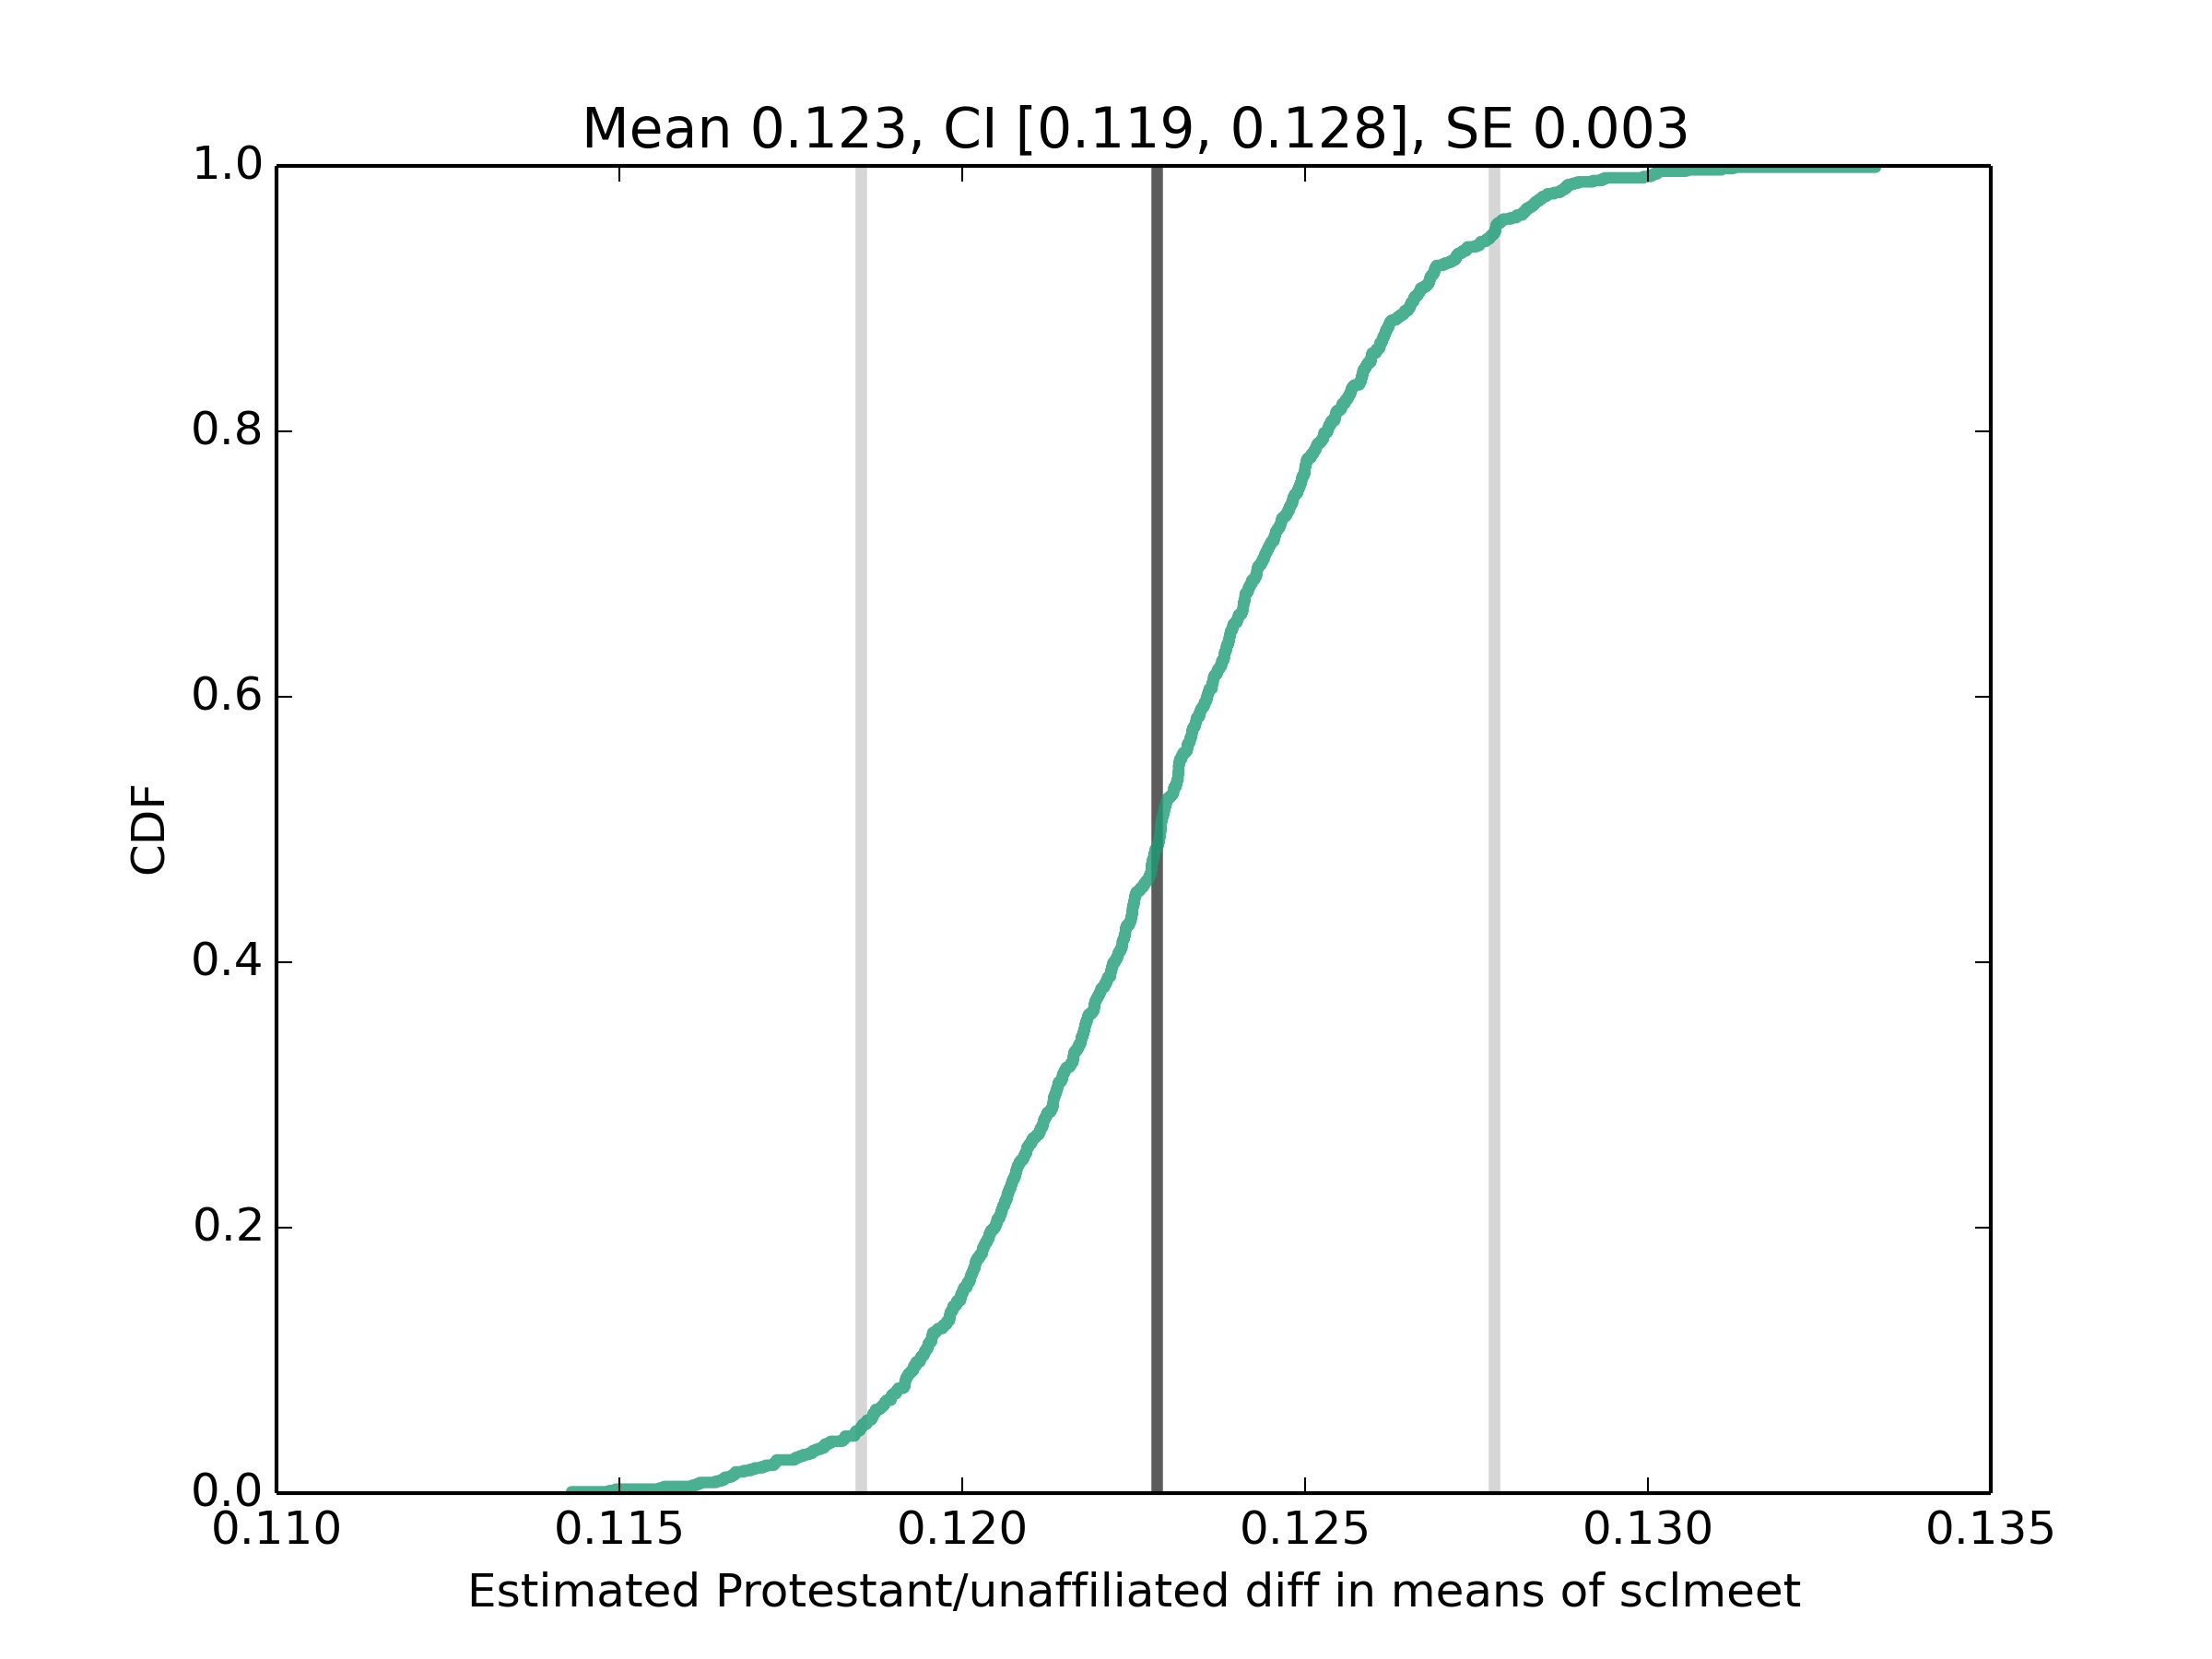 Mean 0.123, CI [0.119, 0.128], SE 0.003
1.0
0.8
0.6
0.4
0.2
0.0
CDF
0.110 0.115 0.120 0.125 0.130 0.135
Estimated Protestant/unaffiliated diff in means of sclmeet